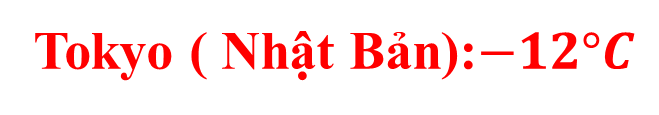 Tokyo ( Nhật Bản):−12°C